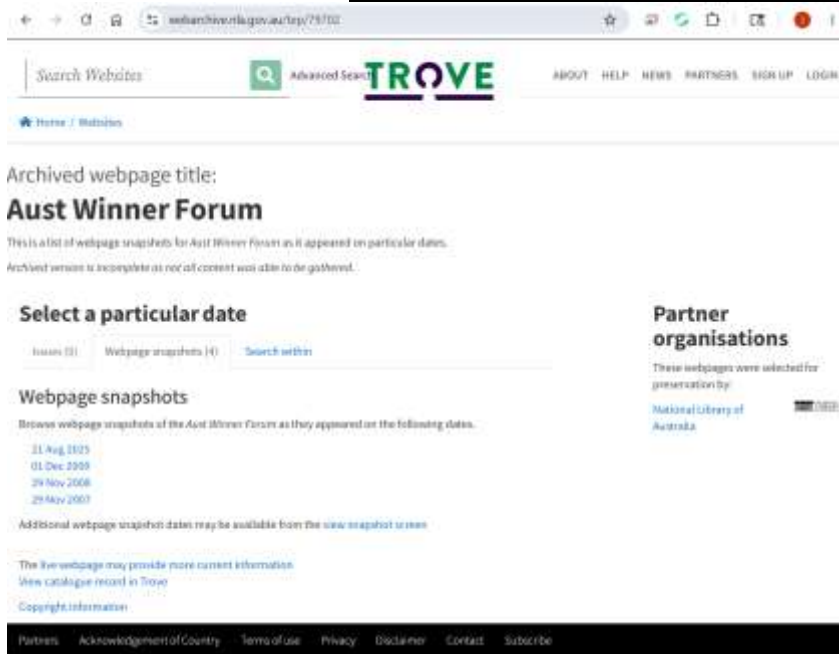 webarchive.nla.gov.au/tep/79702
Search Websites
Advanced Search
TROVE
ABOUT HELP NEWS PARTNERS SIGN UP LOGIN
Home / Websites
Archived webpage title:
Aust Winner Forum
This is a list of webpage snapshots for Aust Winner Forum as it appeared on particular dates.
Archived version is incomplete as not all content was able to be gathered.
Select a particular date
Issues (0) Webpage snapshots (4) Search within
Webpage snapshots
Browse webpage snapshots of the Aust Winner Forum as they appeared on the following dates.
21 Aug 2025
01 Dec 2009
29 Nov 2008
29 Nov 2007
Additional webpage snapshot dates may be available from the view snapshot screen
The live webpage may provide more current information
View catalogue record in Trove
Copyright information
Partner
organisations
These webpages were selected for
preservation by:
National Library of
Australia
Partners Acknowledgement of Country Terms of use Privacy Disclaimer Contact Subscribe